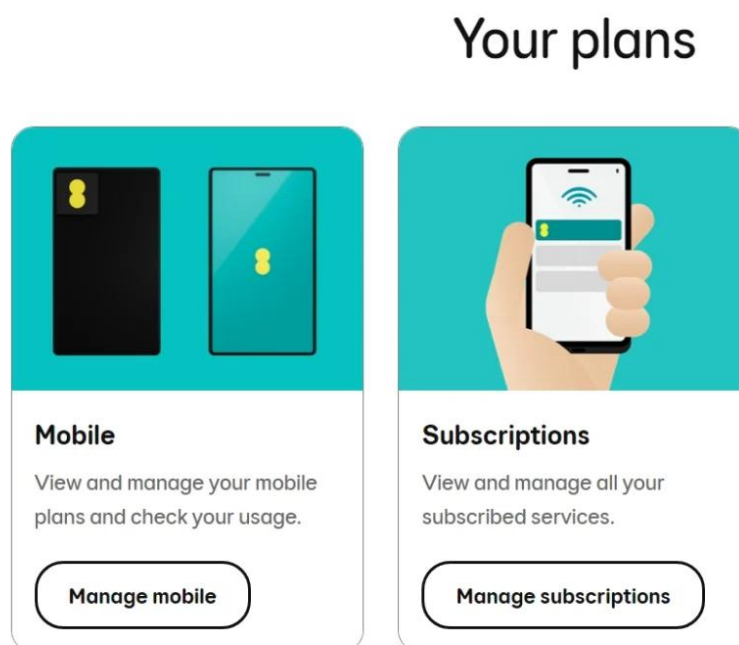 Your plans
Mobile
View and manage your mobile
plans and check your usage.
Manage mobile
Subscriptions
View and manage all your
subscribed services.
Manage subscriptions